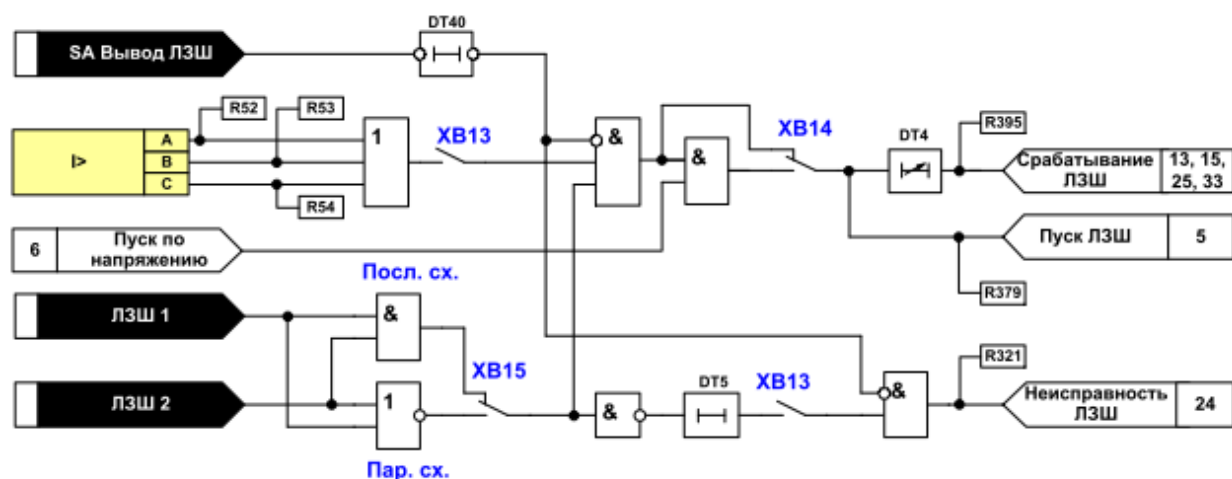 DT40
SA Вывод ЛЗШ
R52
R53
I>
A
B
C
1
XB13
&
&
XB14
DT4
R395
Срабатывание ЛЗШ
13, 15,
25, 33
R54
6
Пуск по
напряжению
Пуск ЛЗШ
5
R379
Посл. сх.
ЛЗШ 1
&
XB15
ЛЗШ 2
1
&
DT5
XB13
&
R321
Неисправность
ЛЗШ
24
Пар. сх.